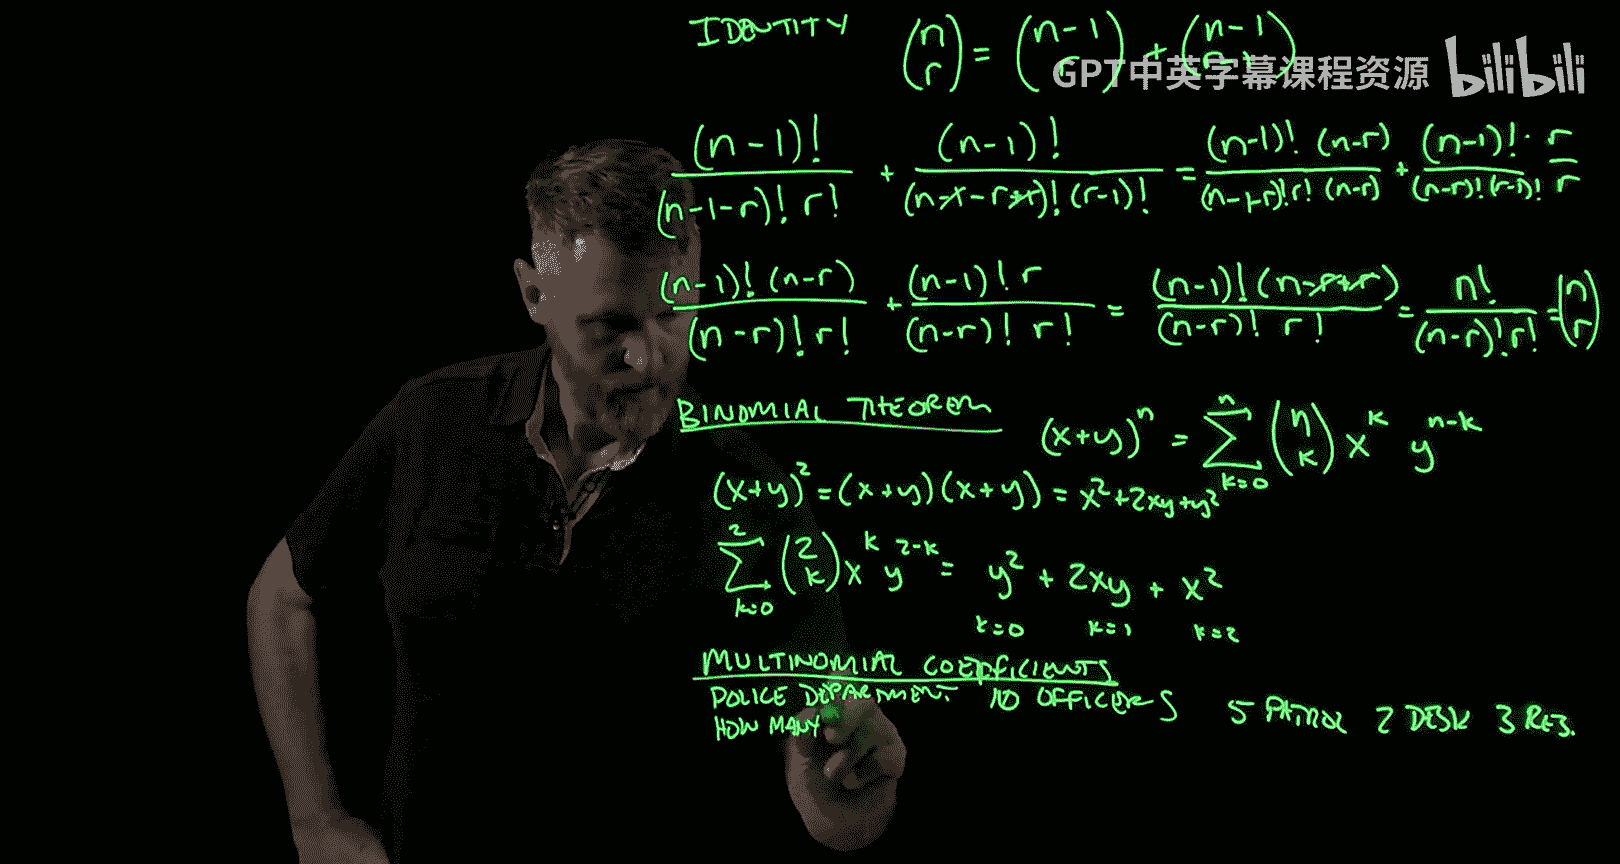 IDENTITY (n r) = (n-1 r) + (n-1 r-1)
GPT中英字幕课程资源 bilibili
(n-1)! / (n-1-r)! r! + (n-1)! / (n-1-r+1)! (r-1)! = (n-1)! (n-r) / (n-1-r)! r! (n-r) + (n-1)! · r / (n-r)! (r-1)! r
(n-1)! (n-r) / (n-r)! r! + (n-1)! r / (n-r)! r! = (n-1)! (n-r+r) / (n-r)! r! = n! / (n-r)! r! = (n r)
BINOMIAL THEOREM (x+y)^n = ∑_{k=0}^{n} (n k) x^k y^{n-k}
(x+y)^2 = (x+y)(x+y) = x^2+2xy+y^2
∑_{k=0}^{2} (2 k) x^k y^{2-k} = y^2 + 2xy + x^2
k=0 k=1 k=2
MULTINOMIAL COEFFICIENTS
POLICE DEPARTMENT 10 OFFICERS 5 PATROL 2 DESK 3 RES.
HOW MANY